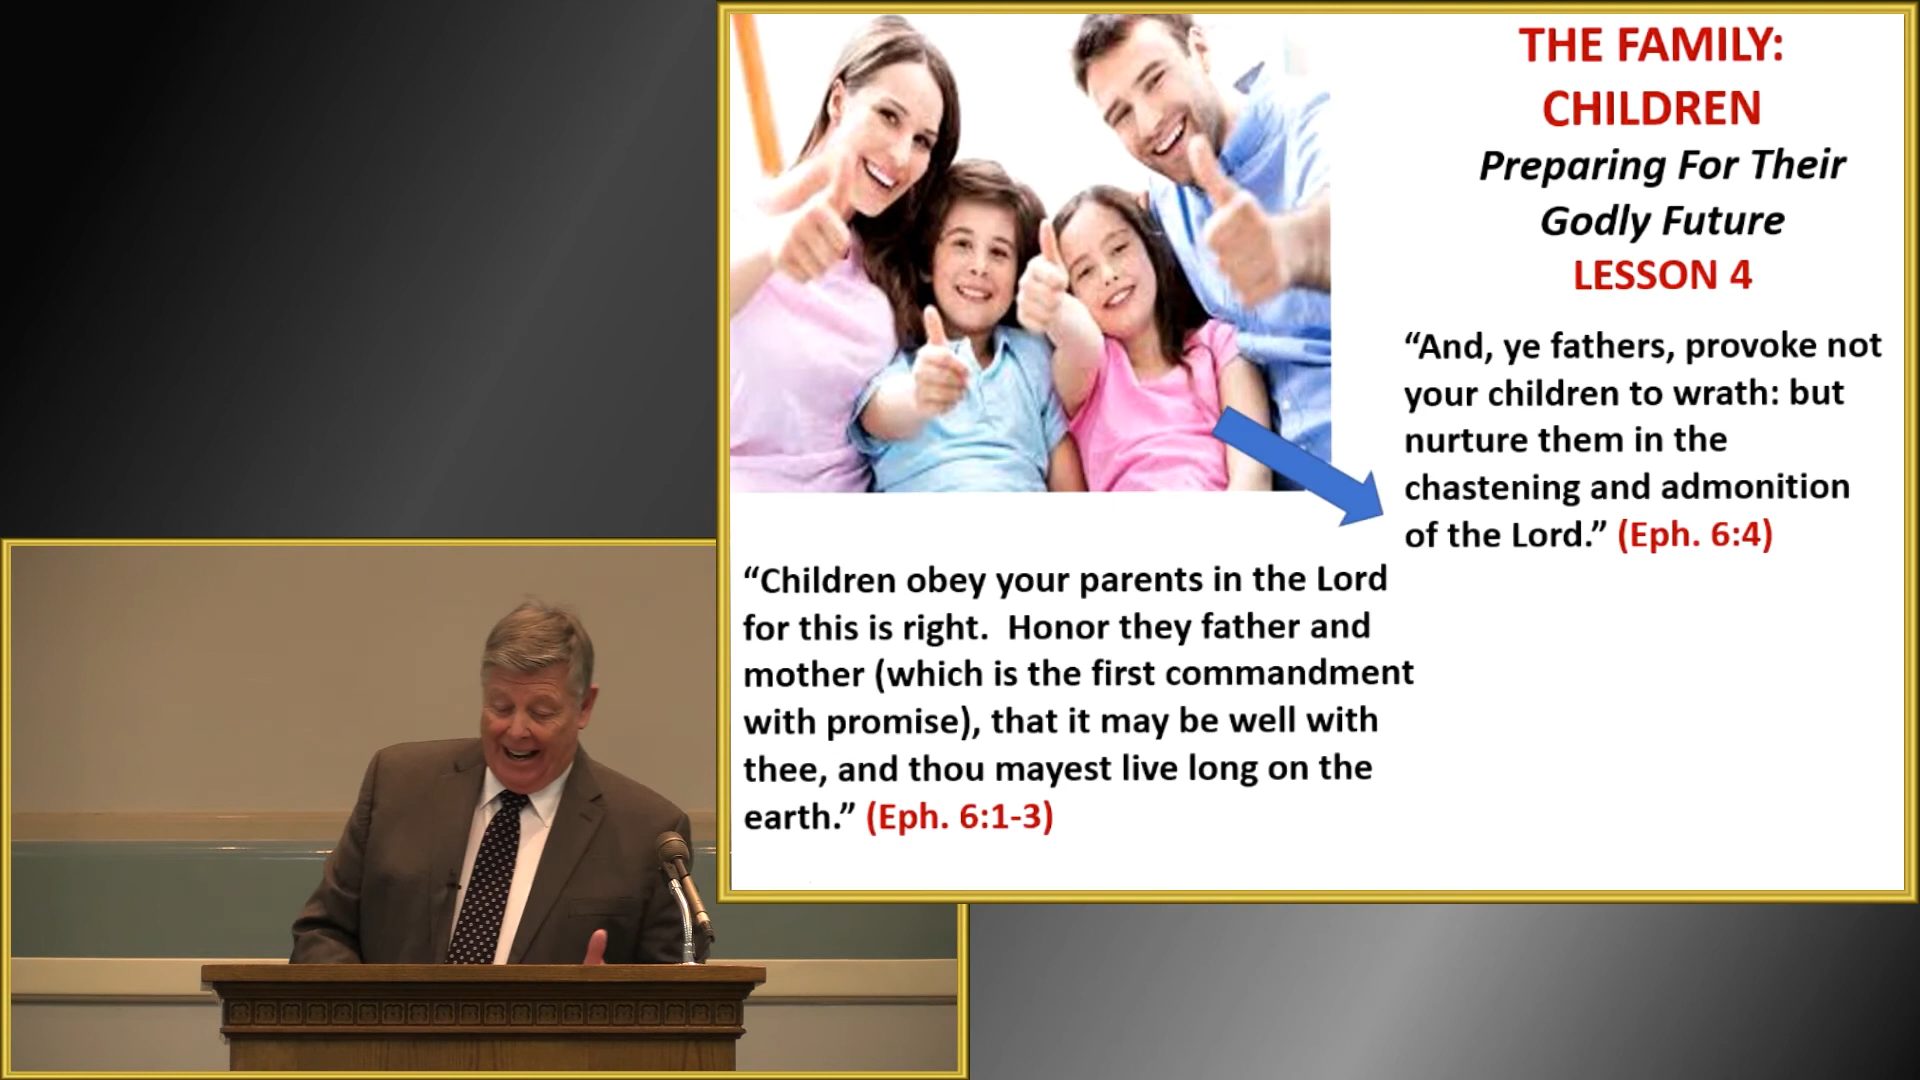 THE FAMILY:
CHILDREN
Preparing For Their
Godly Future
LESSON 4
“And, ye fathers, provoke not
your children to wrath: but
nurture them in the
chastening and admonition
of the Lord.” (Eph. 6:4)
“Children obey your parents in the Lord
for this is right.  Honor they father and
mother (which is the first commandment
with promise), that it may be well with
thee, and thou mayest live long on the
earth.” (Eph. 6:1-3)